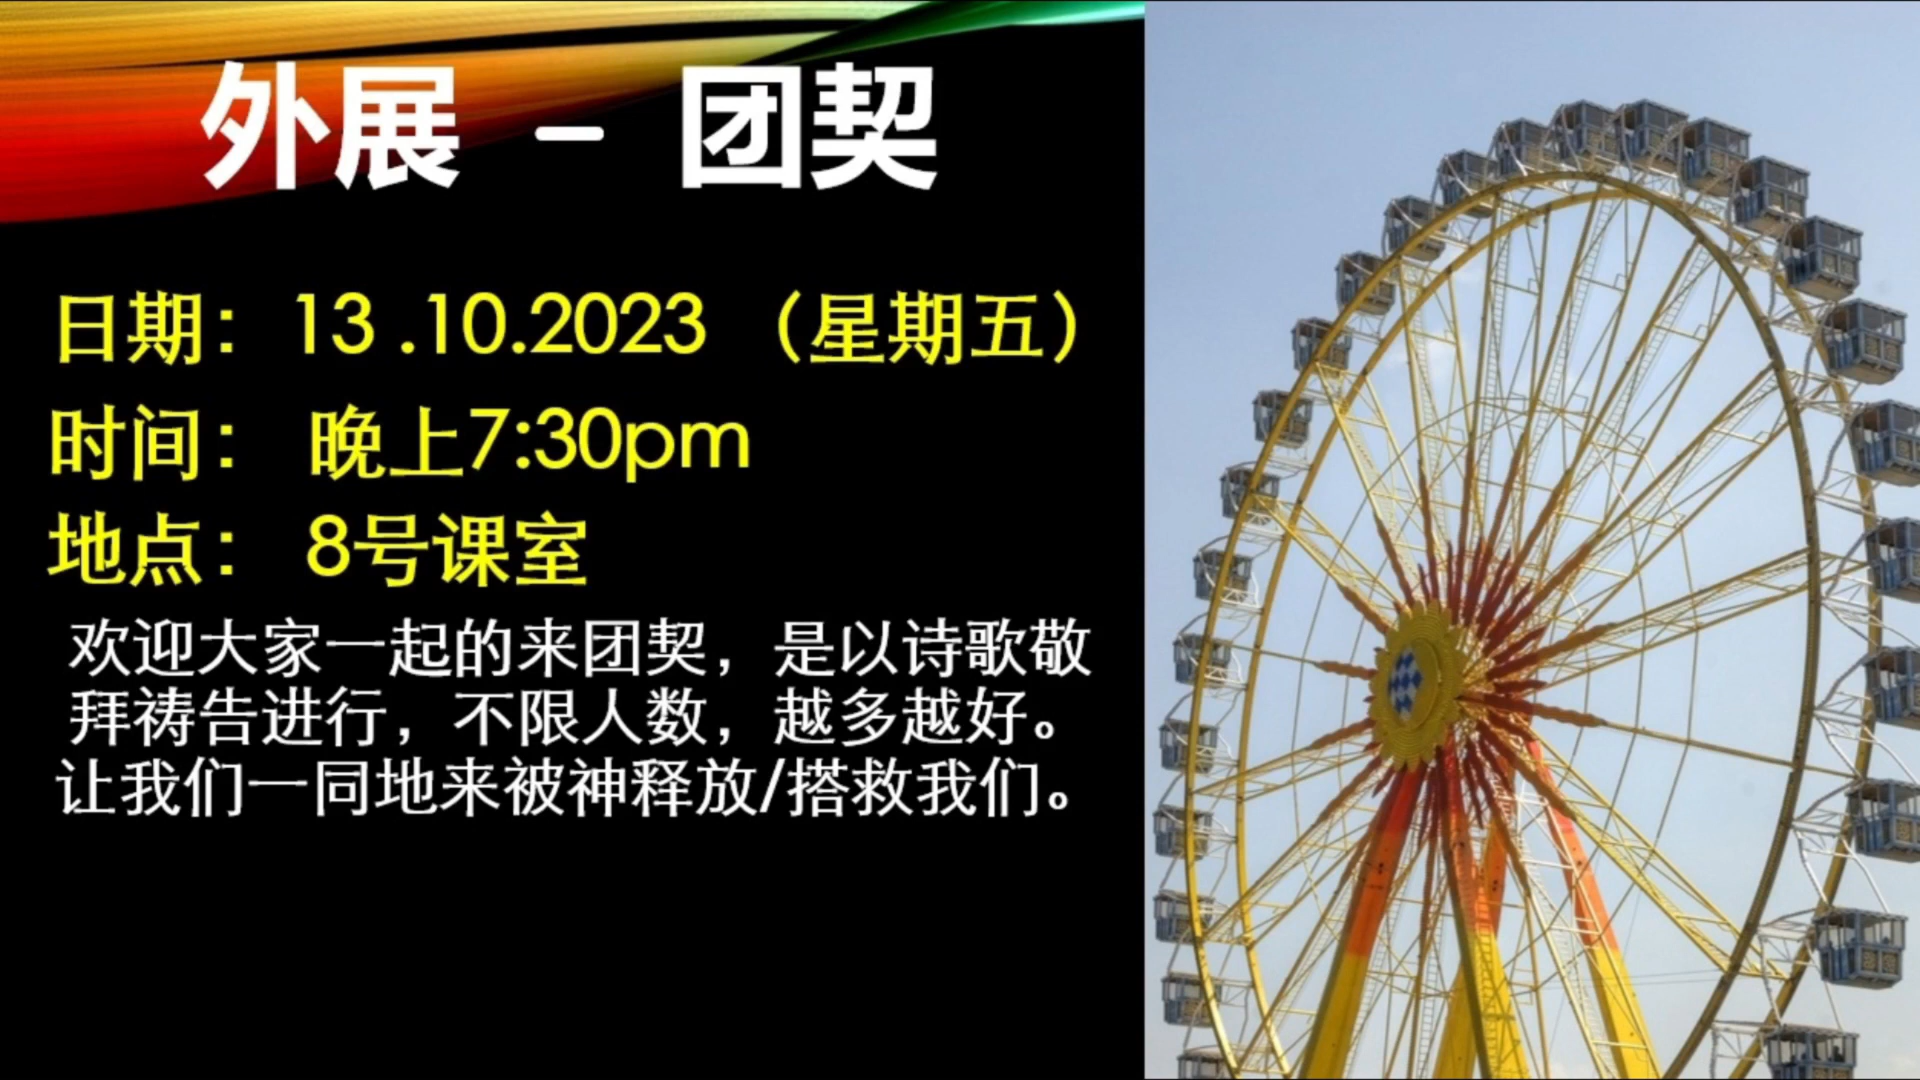 外展 – 团契
日期： 13 .10.2023 （星期五）
时间： 晚上7:30pm
地点： 8号课室
欢迎大家一起的来团契，是以诗歌敬
拜祷告进行，不限人数，越多越好。
让我们一同地来被神释放/搭救我们。